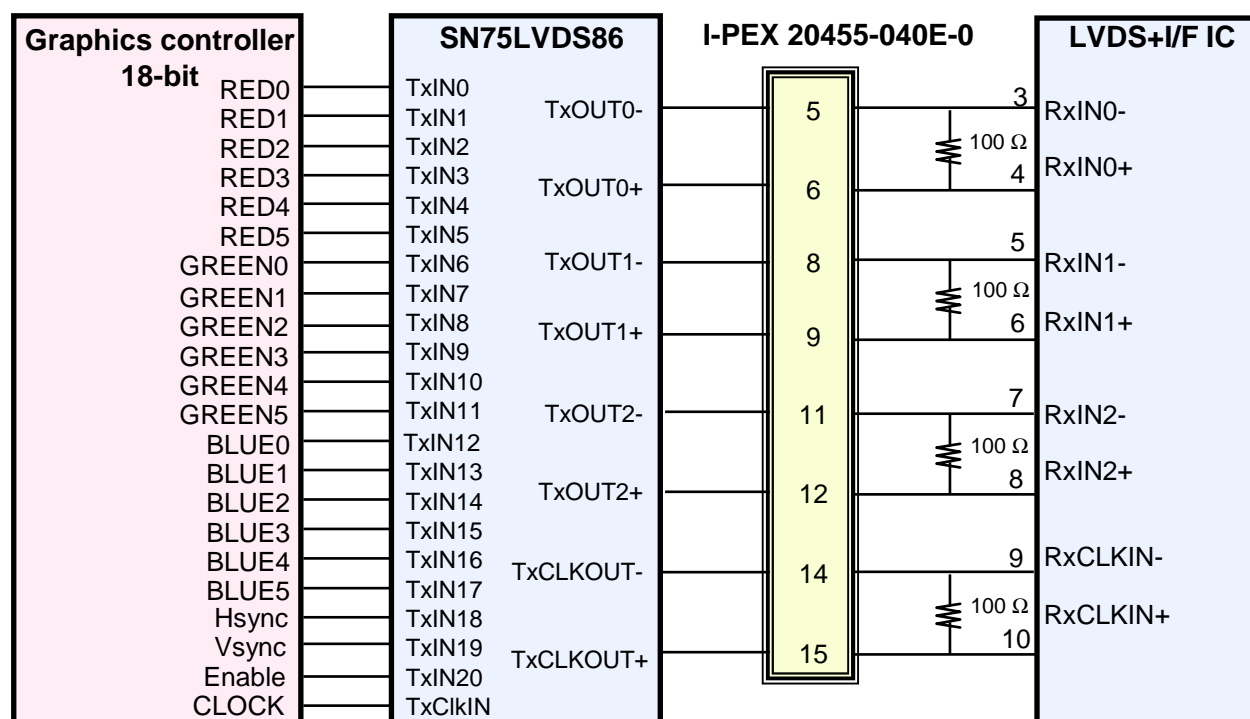 Graphics controller
18-bit
RED0
RED1
RED2
RED3
RED4
RED5
GREEN0
GREEN1
GREEN2
GREEN3
GREEN4
GREEN5
BLUE0
BLUE1
BLUE2
BLUE3
BLUE4
BLUE5
Hsync
Vsync
Enable
CLOCK
SN75LVDS86
TxIN0
TxIN1
TxIN2
TxIN3
TxIN4
TxIN5
TxIN6
TxIN7
TxIN8
TxIN9
TxIN10
TxIN11
TxIN12
TxIN13
TxIN14
TxIN15
TxIN16
TxIN17
TxIN18
TxIN19
TxIN20
TxClkIN
TxOUT0-
TxOUT0+
TxOUT1-
TxOUT1+
TxOUT2-
TxOUT2+
TxCLKOUT-
TxCLKOUT+
I-PEX 20455-040E-0
5
6
8
9
11
12
14
15
3
100 Ω
4
5
100 Ω
6
7
100 Ω
8
9
100 Ω
10
LVDS+I/F IC
RxIN0-
RxIN0+
RxIN1-
RxIN1+
RxIN2-
RxIN2+
RxCLKIN-
RxCLKIN+